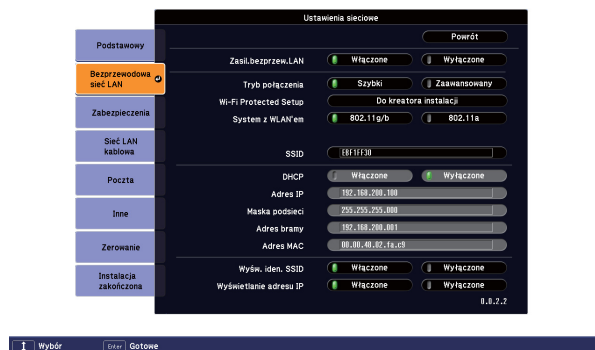 Ustawienia sieciowe
Powrót
Podstawowy
Bezprzewodowa
sieć LAN
Zabezpieczenia
Sieć LAN
kablowa
Poczta
Inne
Zerowanie
Instalacja
zakończona
Zasil.bezprzew.LAN Włączone Wyłączone
Tryb połączenia Szybki Zaawansowany
Wi-Fi Protected Setup Do kreatora instalacji
System z WLAN'em 802.11g/b 802.11a
SSID EBF1FF30
DHCP Włączone Wyłączone
Adres IP 192.168.200.100
Maska podsieci 255.255.255.000
Adres bramy 192.168.200.001
Adres MAC 00.00.48.02.fa.c9
Wyśw. iden. SSID Włączone Wyłączone
Wyświetlanie adresu IP Włączone Wyłączone
0.0.2.2
Wybór Enter Gotowe